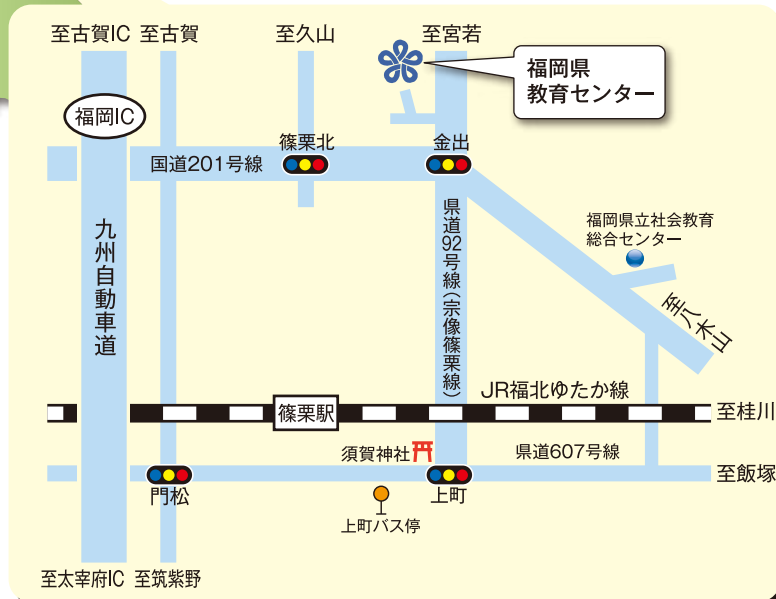 至古賀IC
至古賀
至久山
至宮若
福岡県
教育センター
福岡IC
篠栗北
金出
国道201号線
福岡県立社会教育
総合センター
九州自動車道
県道92号線(宗像篠栗線)
至八木山
JR福北ゆたか線
篠栗駅
至桂川
須賀神社
県道607号線
至飯塚
門松
上町
上町バス停
至太宰府IC
至筑紫野